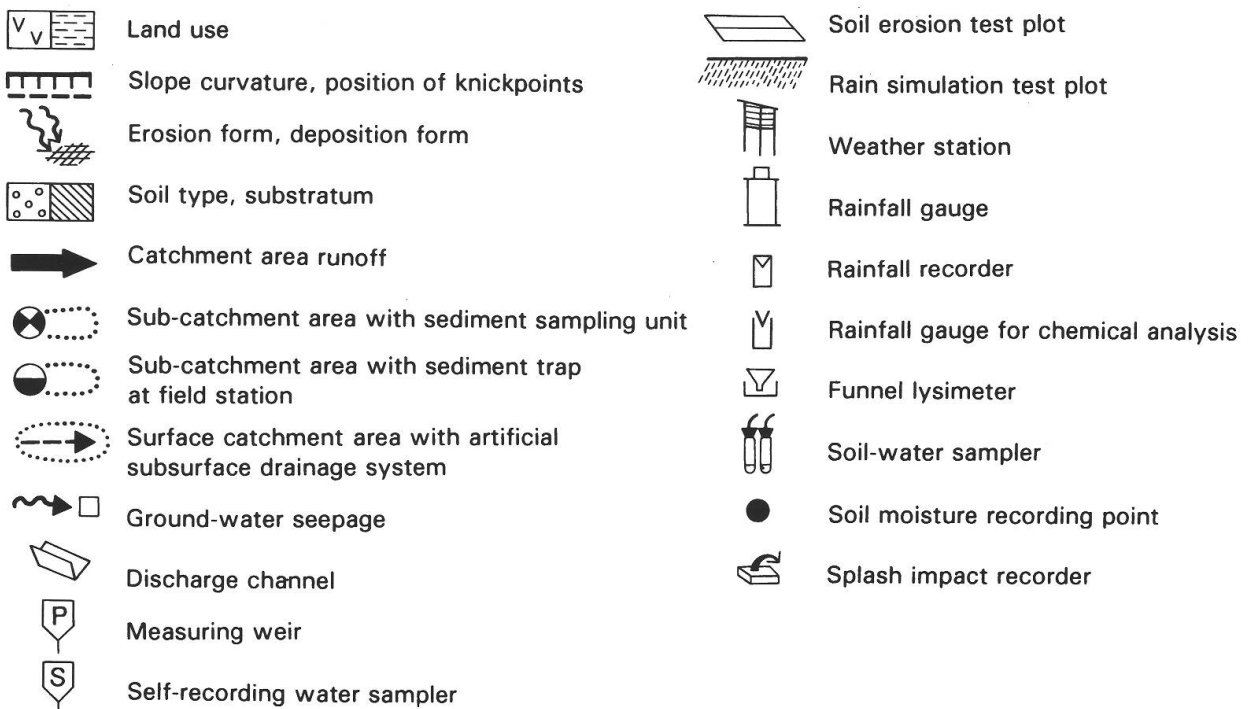 Land use
Slope curvature, position of knickpoints
Erosion form, deposition form
Soil type, substratum
Catchment area runoff
Sub-catchment area with sediment sampling unit
Sub-catchment area with sediment trap
at field station
Surface catchment area with artificial
subsurface drainage system
Ground-water seepage
Discharge channel
P
Measuring weir
S
Self-recording water sampler
Soil erosion test plot
Rain simulation test plot
Weather station
Rainfall gauge
Rainfall recorder
Rainfall gauge for chemical analysis
Funnel lysimeter
Soil-water sampler
Soil moisture recording point
Splash impact recorder